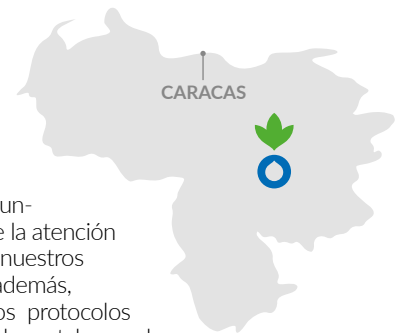 CARACAS
un-
e la atención
nuestros
además,
os protocolos